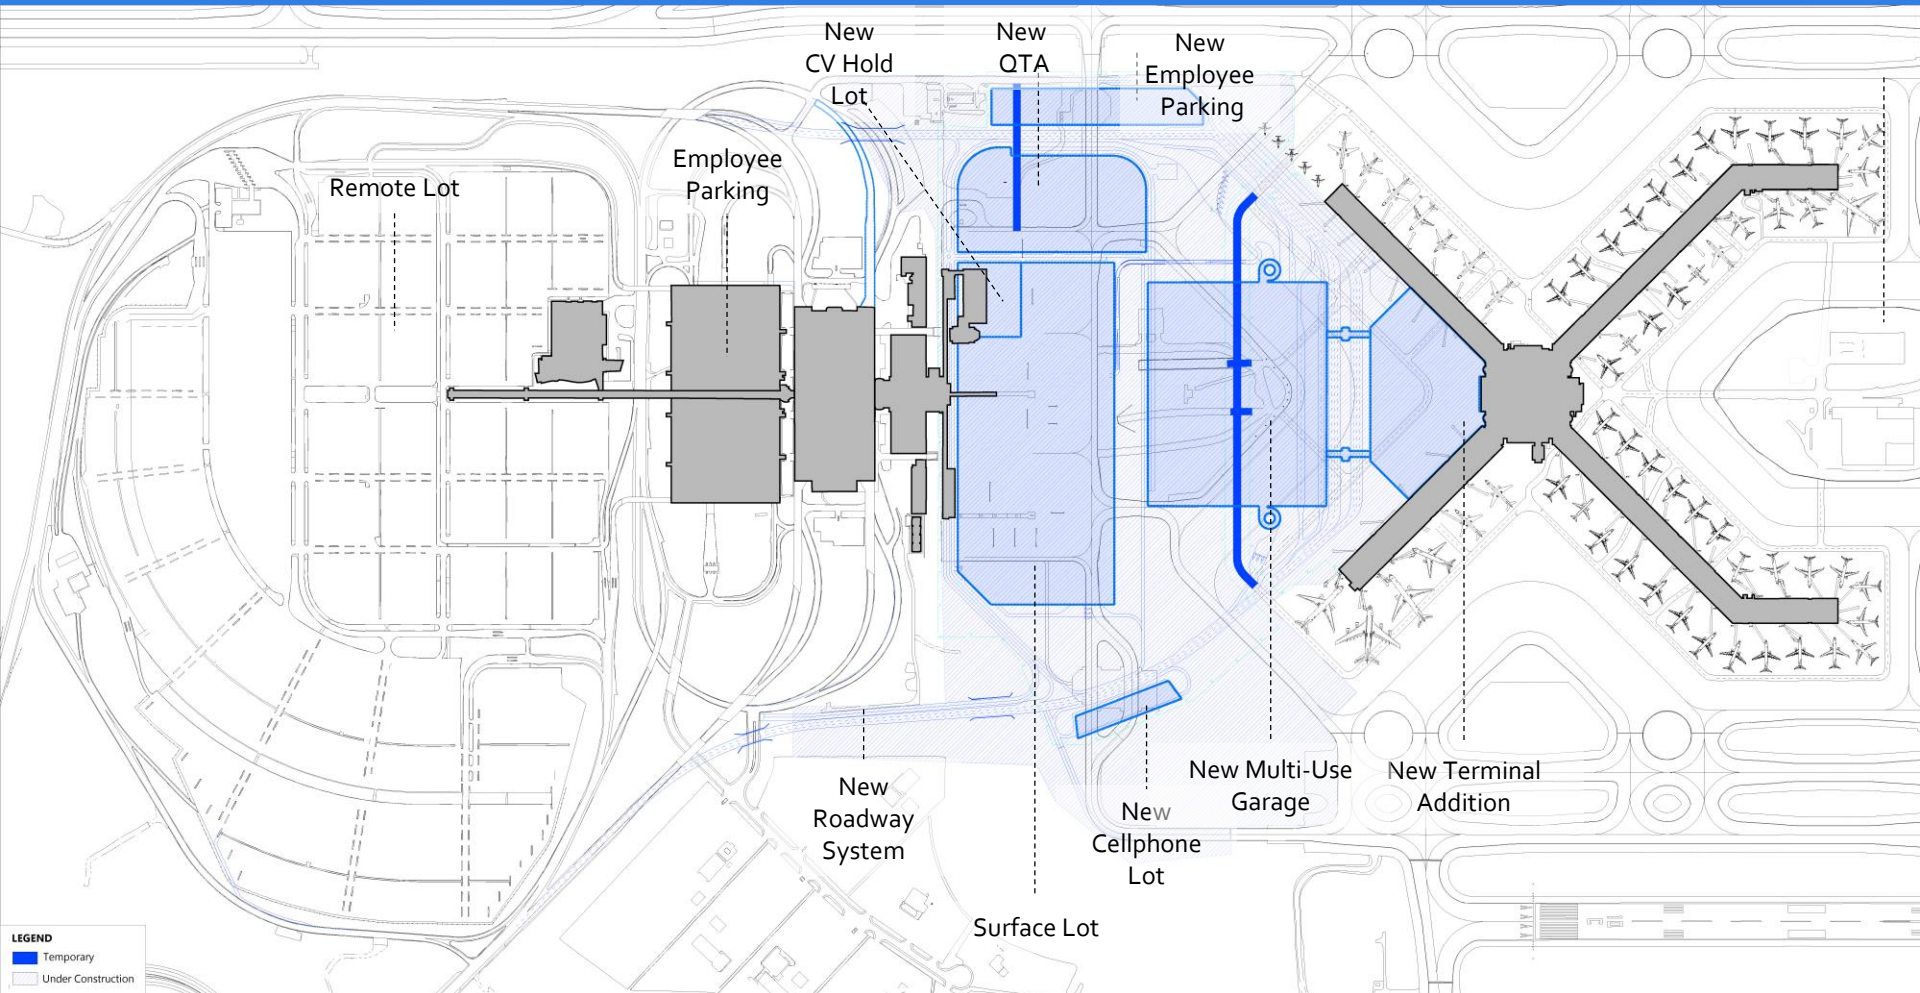 New
CV Hold
Lot
New
QTA
New
Employee
Parking
Employee
Parking
Remote Lot
New
Roadway
System
Surface Lot
New
Cellphone
Lot
New Multi-Use
Garage
New Terminal
Addition
LEGEND
Temporary
Under Construction